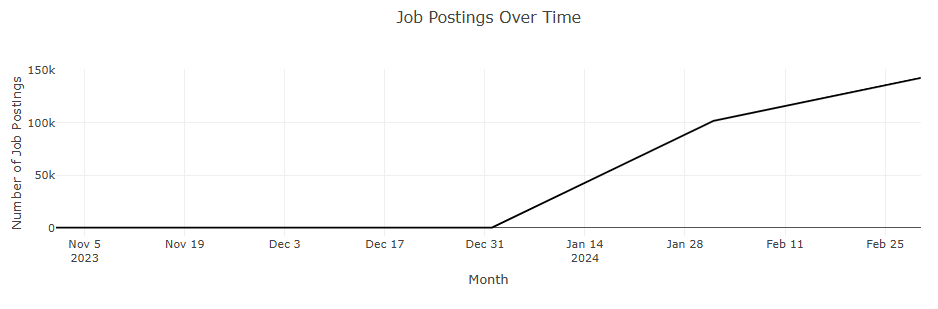 Job Postings Over Time
Number of Job Postings
150k
100k
50k
0
Nov 5
2023
Nov 19
Dec 3
Dec 17
Dec 31
Jan 14
2024
Jan 28
Feb 11
Feb 25
Month